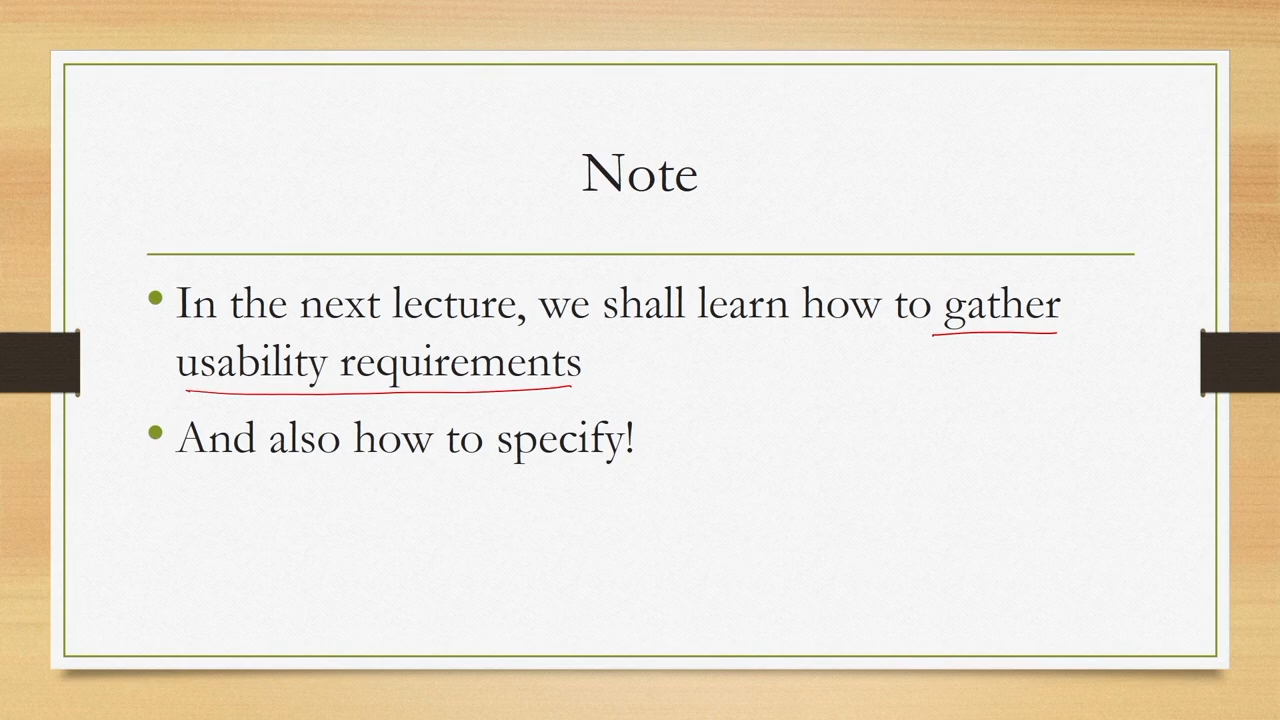 Note
• In the next lecture, we shall learn how to gather
usability requirements
• And also how to specify!